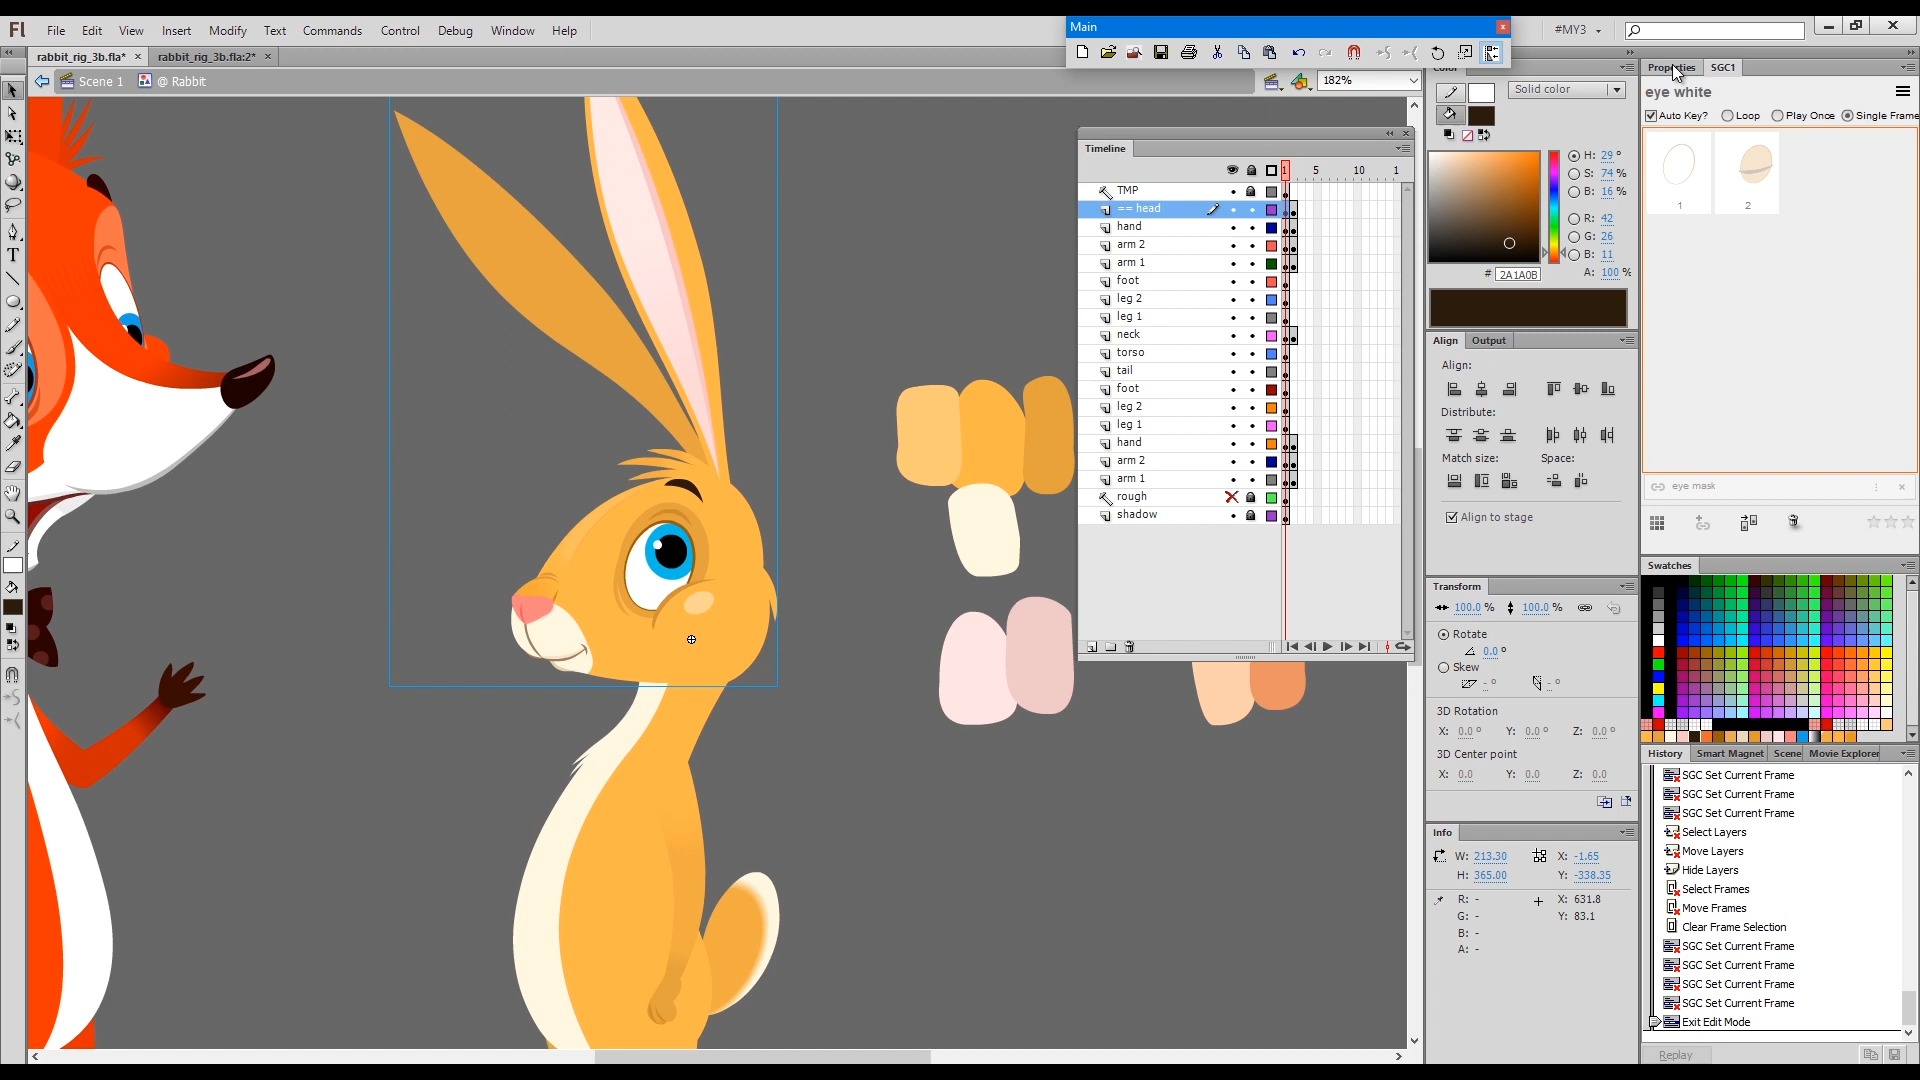 Main
Fl File Edit View Insert Modify Text Commands Control Debug Window Help
#MY3
rabbit_rig_3b.fla* × rabbit_rig_3b.fla:2* ×
Scene 1 @ Rabbit
182%
Timeline
1 5 10 1
TMP
== head
hand
arm 2
arm 1
foot
leg 2
leg 1
neck
torso
tail
foot
leg 2
leg 1
hand
arm 2
arm 1
rough
shadow
Color
Solid color
H: 29 °
S: 74 %
B: 16 %
R: 42
G: 26
B: 11
# 2A1A0B
A: 100 %
Align Output
Align:
Distribute:
Match size: Space:
Align to stage
Transform
100.0 % 100.0 %
Rotate
0.0 °
Skew
- ° - °
3D Rotation
X: 0.0 ° Y: 0.0 ° Z: 0.0 °
3D Center point
X: 0.0 Y: 0.0 Z: 0.0
Info
W: 213.30 X: -1.65
H: 365.00 Y: -338.35
R: - X: 631.8
G: - Y: 83.1
B: -
A: -
Properties SGC1
eye white
Auto Key? Loop Play Once Single Frame
1 2
eye mask
Swatches
History Smart Magnet Scene Movie Explorer
SGC Set Current Frame
SGC Set Current Frame
SGC Set Current Frame
Select Layers
Move Layers
Hide Layers
Select Frames
Move Frames
Clear Frame Selection
SGC Set Current Frame
SGC Set Current Frame
SGC Set Current Frame
SGC Set Current Frame
Exit Edit Mode
Replay